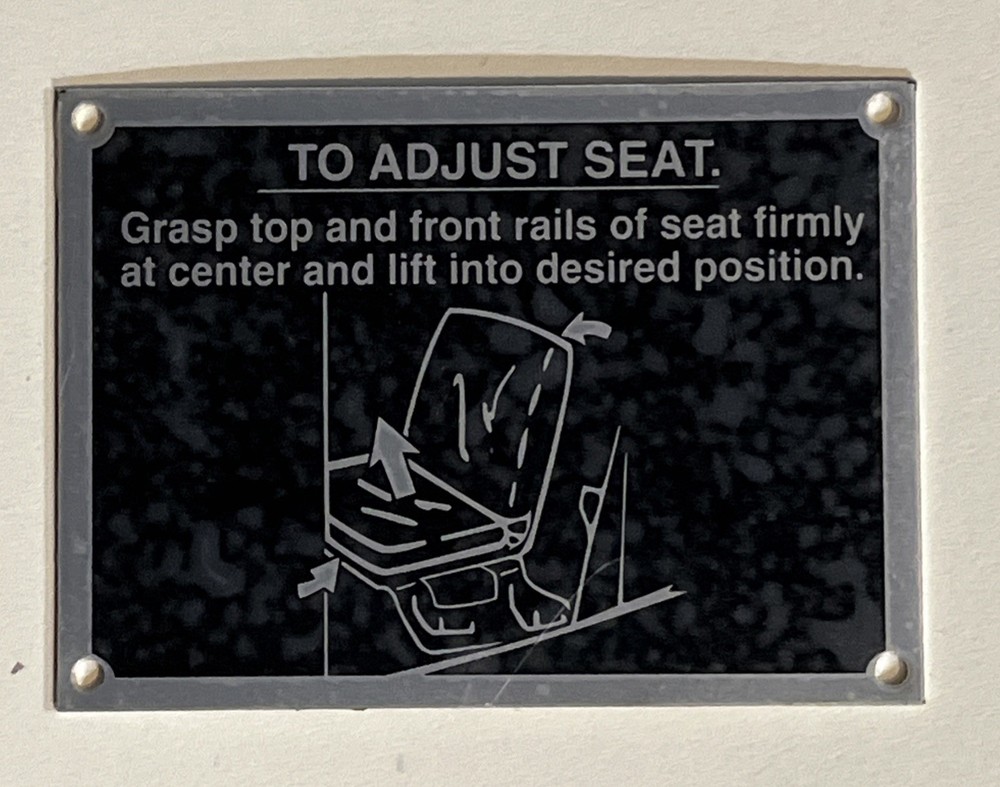 TO ADJUST SEAT.
Grasp top and front rails of seat firmly
at center and lift into desired position.